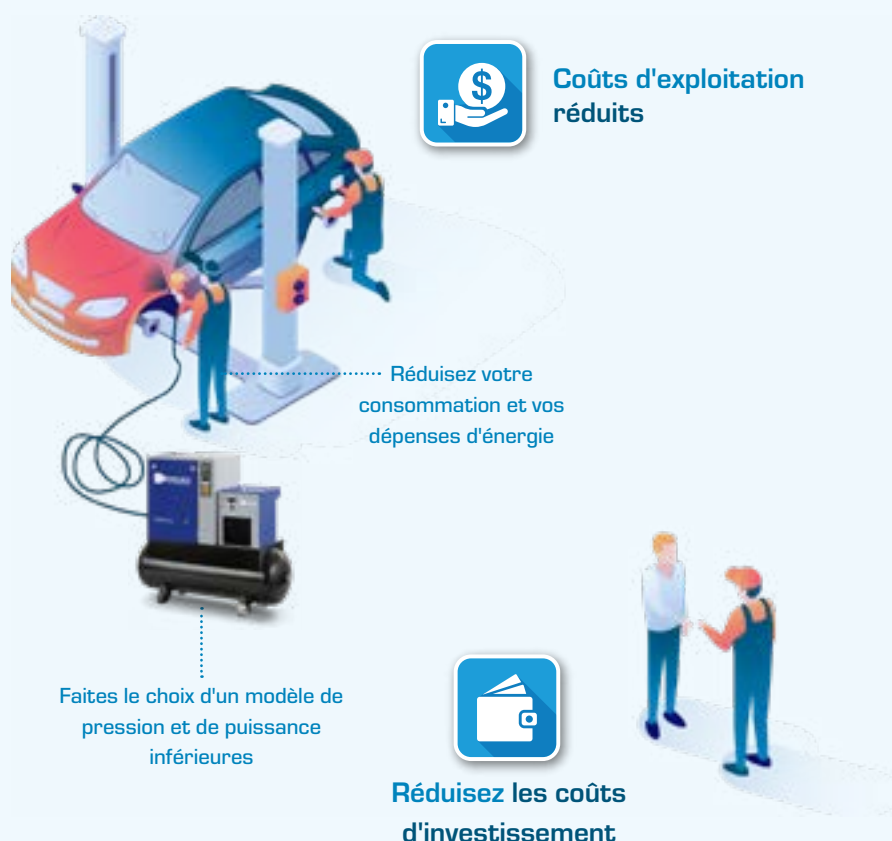 $
Coûts d'exploitation
réduits
Réduisez votre
consommation et vos
dépenses d'énergie
Faites le choix d'un modèle de
pression et de puissance
inférieures
Réduisez les coûts
d'investissement